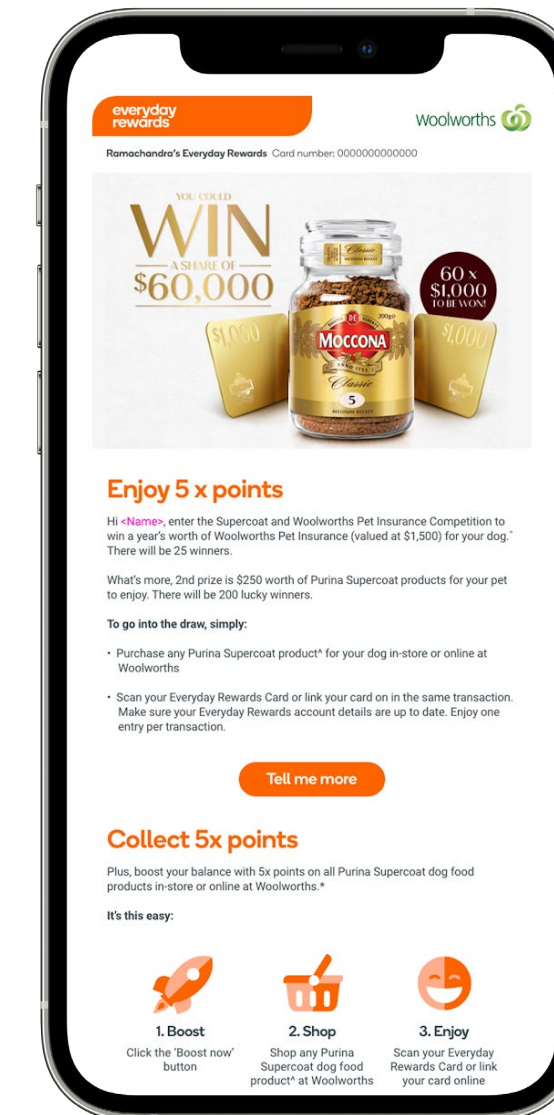 everyday
rewards
Woolworths
Ramachandra's Everyday Rewards Card number: 0000000000000
YOU COULD
WIN
A SHARE OF
$60,000
60 x
$1,000
TO BE WON!
$1,000
$1,000
Classic
MEDIUM ROAST
200g℮
DE
MOCCONA
ANNO 1753
Classic
5
MEDIUM ROAST
Enjoy 5 x points
Hi <Name>, enter the Supercoat and Woolworths Pet Insurance Competition to
win a year's worth of Woolworths Pet Insurance (valued at $1,500) for your dog.^
There will be 25 winners.
What's more, 2nd prize is $250 worth of Purina Supercoat products for your pet
to enjoy. There will be 200 lucky winners.
To go into the draw, simply:
• Purchase any Purina Supercoat product^ for your dog in-store or online at
Woolworths
• Scan your Everyday Rewards Card or link your card on in the same transaction.
Make sure your Everyday Rewards account details are up to date. Enjoy one
entry per transaction.
Tell me more
Collect 5x points
Plus, boost your balance with 5x points on all Purina Supercoat dog food
products in-store or online at Woolworths.*
It's this easy:
1. Boost
Click the 'Boost now'
button
2. Shop
Shop any Purina
Supercoat dog food
product^ at Woolworths
3. Enjoy
Scan your Everyday
Rewards Card or link
your card online